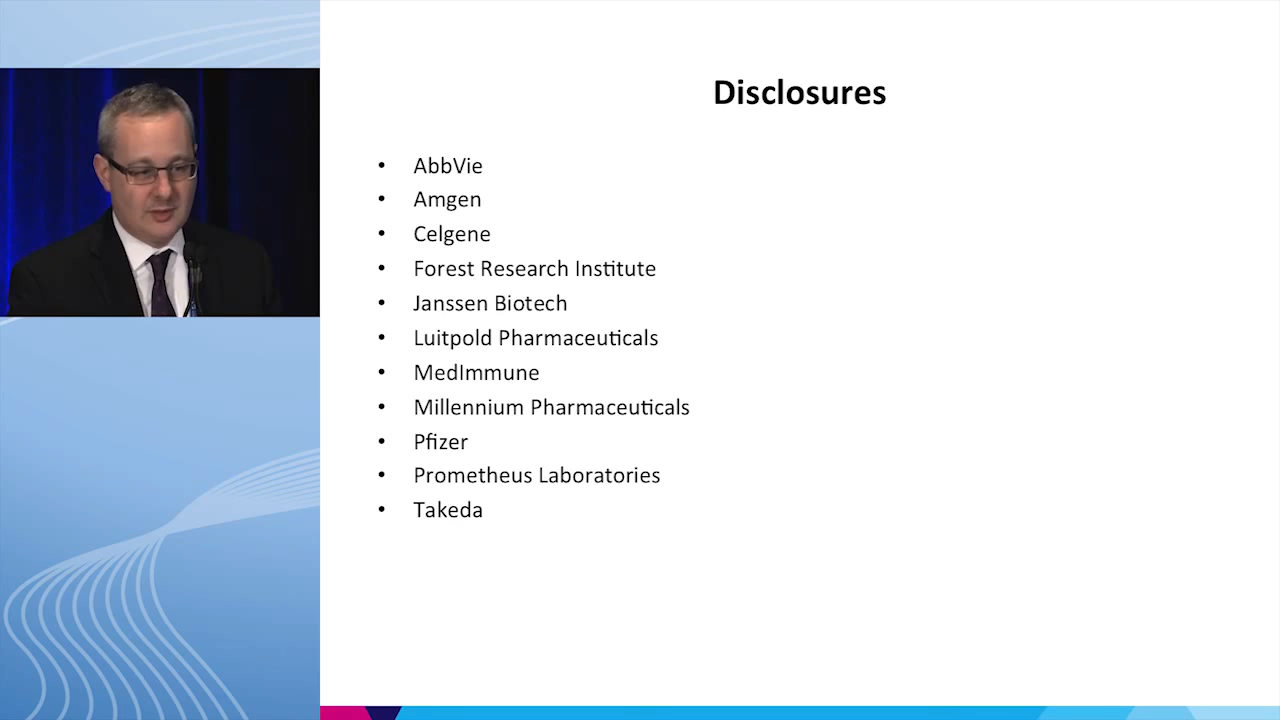 Disclosures
• AbbVie
• Amgen
• Celgene
• Forest Research Institute
• Janssen Biotech
• Luitpold Pharmaceuticals
• MedImmune
• Millennium Pharmaceuticals
• Pfizer
• Prometheus Laboratories
• Takeda